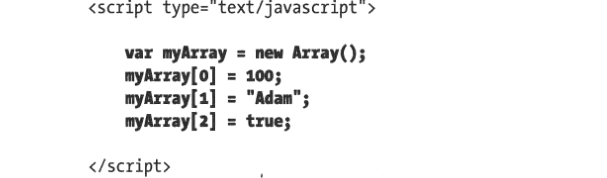 <script type="text/javascript">
var myArray = new Array();
myArray[0] = 100;
myArray[1] = "Adam";
myArray[2] = true;
</script>